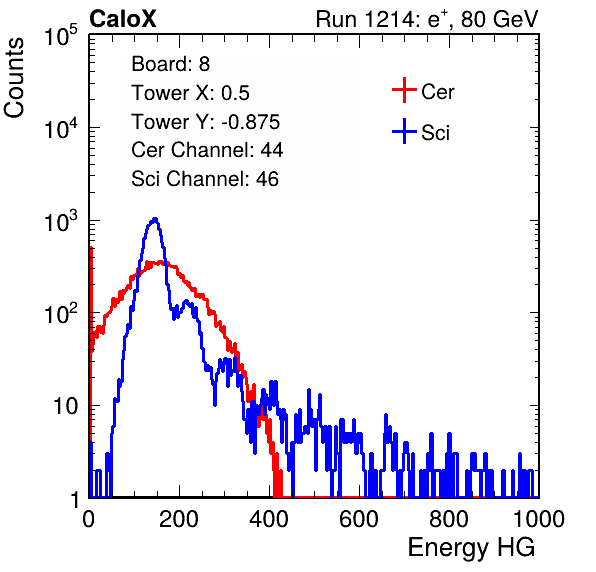 CaloX Run 1214: e⁺, 80 GeV
Counts
10⁵
10⁴
10³
10²
10
1
Board: 8
Tower X: 0.5
Tower Y: -0.875
Cer Channel: 44
Sci Channel: 46
Cer
Sci
0 200 400 600 800 1000
Energy HG